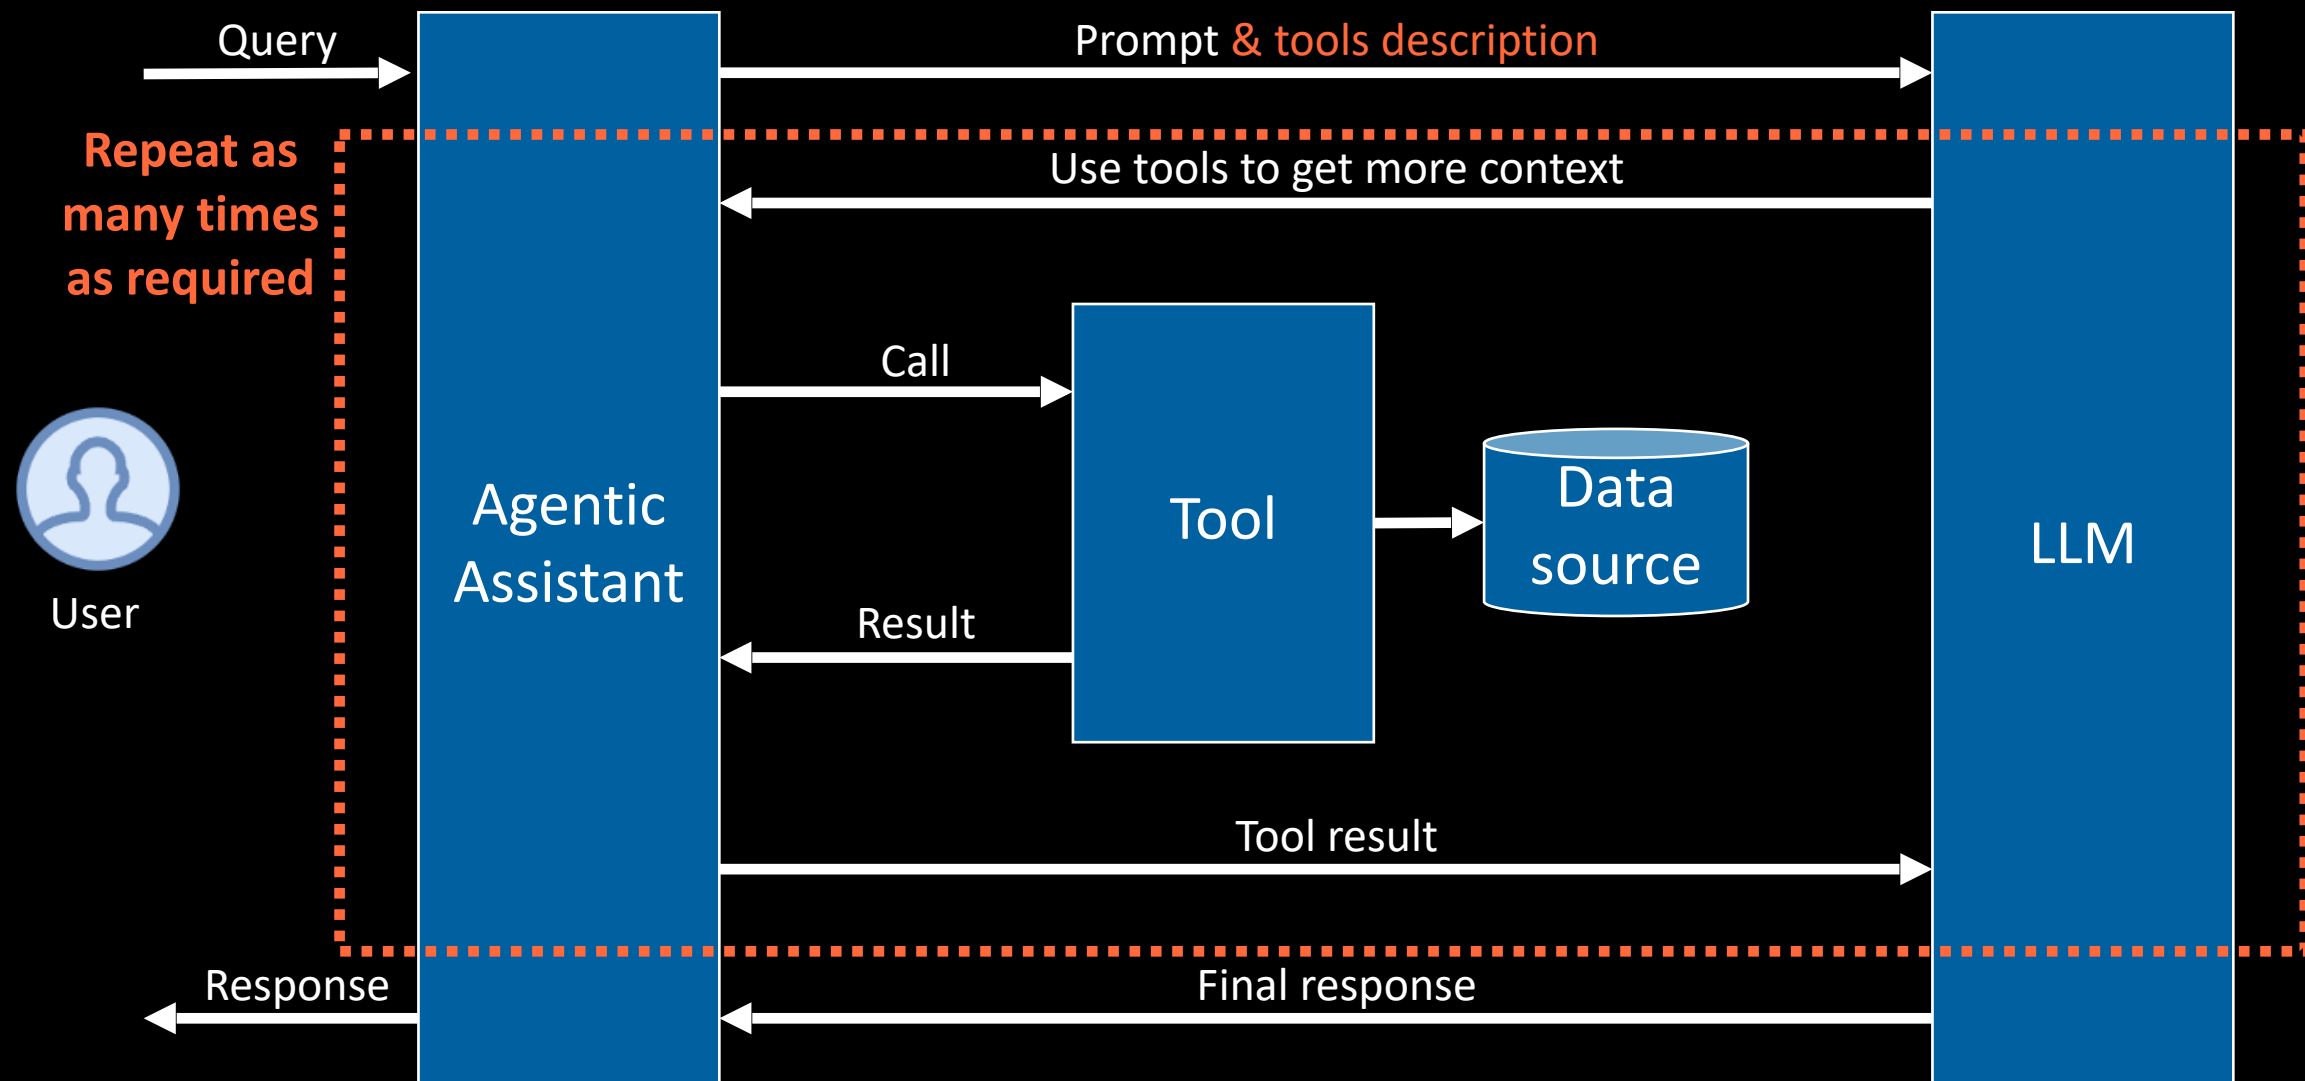 Query
Prompt & tools description
Repeat as
many times
as required
Use tools to get more context
Call
Agentic
Assistant
Tool
Data
source
LLM
User
Result
Tool result
Response
Final response